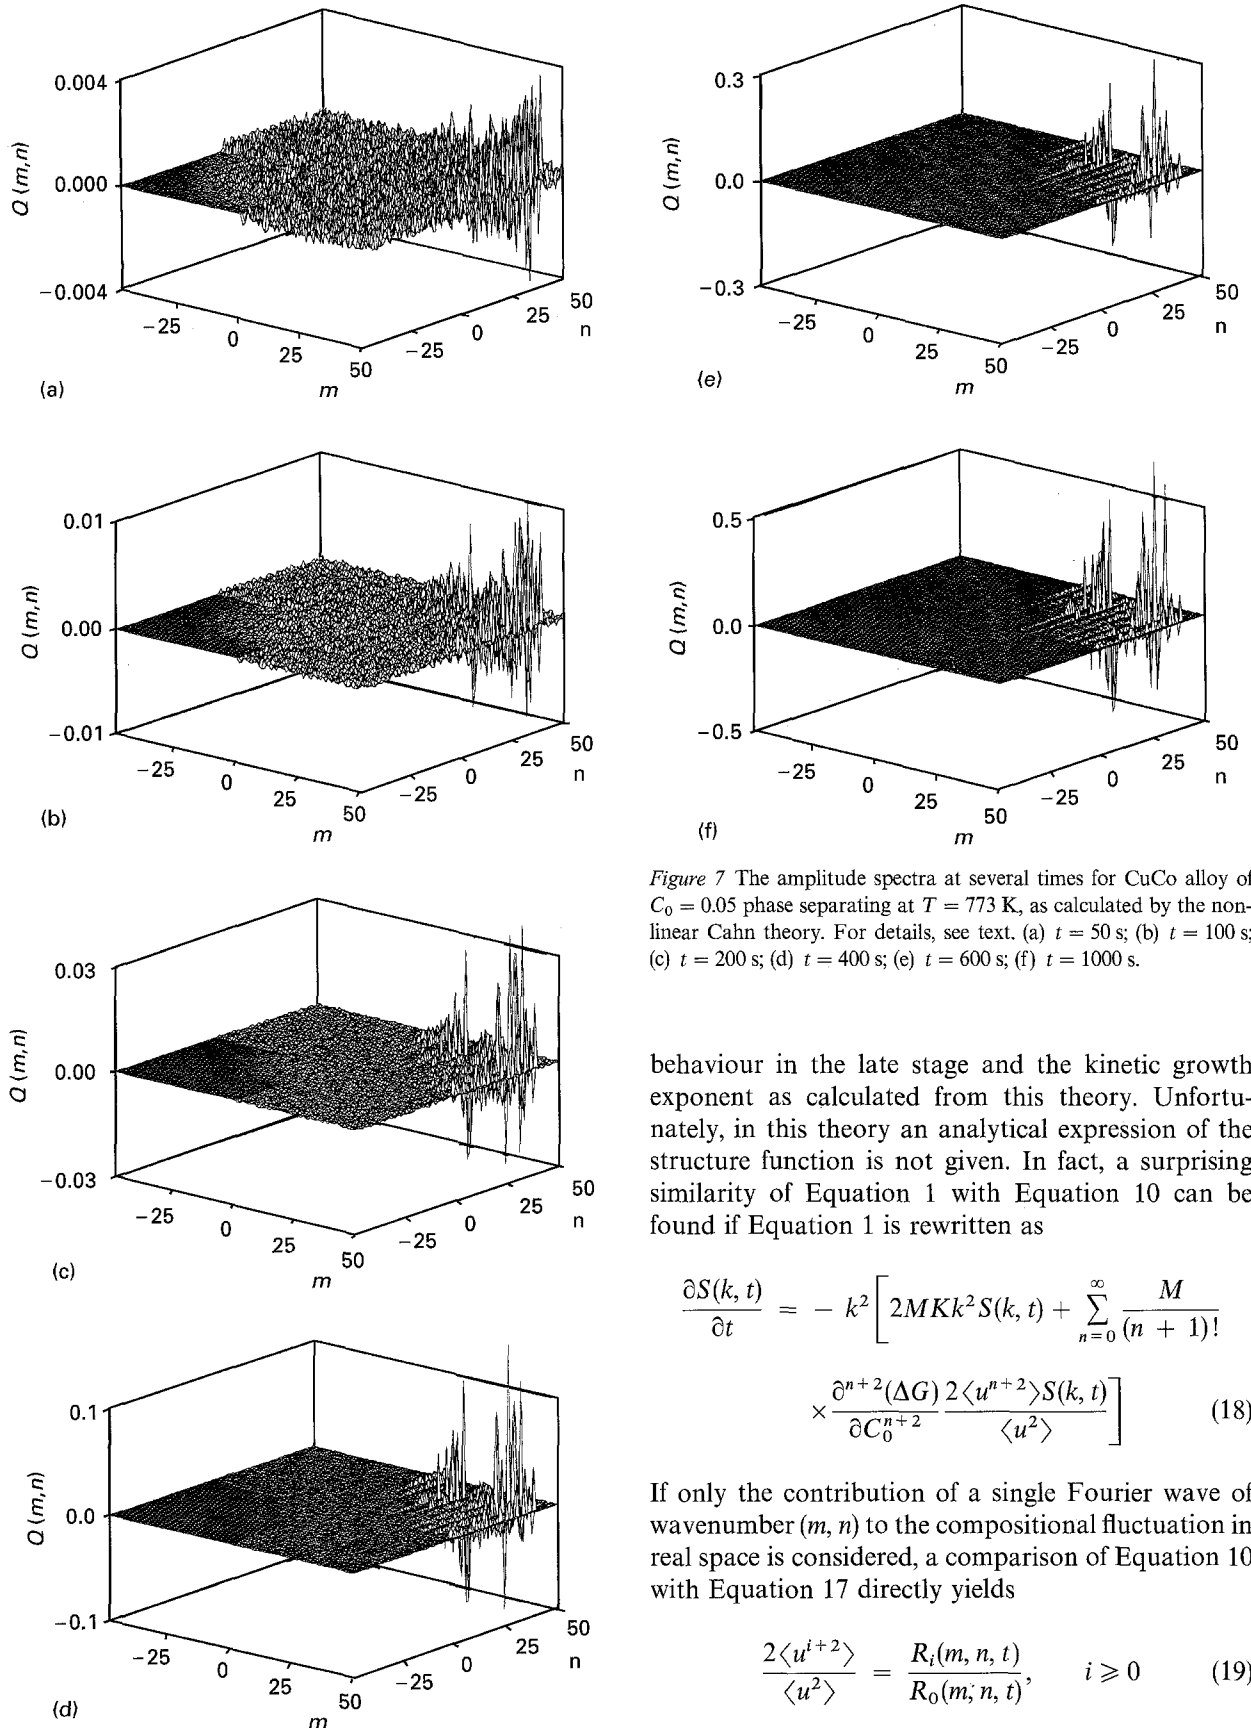 0.004
0.000
−0.004
Q (m,n)
−25
0
25
50
m
−25
0
25
50
n
(a)
0.01
0.00
−0.01
Q (m,n)
−25
0
25
50
m
−25
0
25
50
n
(b)
0.03
0.00
−0.03
Q (m,n)
−25
0
25
50
m
−25
0
25
50
n
(c)
0.1
0.0
−0.1
Q (m,n)
−25
0
25
50
m
−25
0
25
50
n
(d)
0.3
0.0
−0.3
Q (m,n)
−25
0
25
50
m
−25
0
25
50
n
(e)
0.5
0.0
−0.5
Q (m,n)
−25
0
25
50
m
−25
0
25
50
n
(f)
Figure 7 The amplitude spectra at several times for CuCo alloy of
C₀ = 0.05 phase separating at T = 773 K, as calculated by the non-
linear Cahn theory. For details, see text. (a) t = 50 s; (b) t = 100 s;
(c) t = 200 s; (d) t = 400 s; (e) t = 600 s; (f) t = 1000 s.
behaviour in the late stage and the kinetic growth
exponent as calculated from this theory. Unfortu-
nately, in this theory an analytical expression of the
structure function is not given. In fact, a surprising
similarity of Equation 1 with Equation 10 can be
found if Equation 1 is rewritten as
∂S(k, t)/∂t = − k²[2MKk²S(k, t) + ∑_{n=0}^{∞} M/(n + 1)!
× ∂ⁿ⁺²(ΔG)/∂C₀ⁿ⁺² 2⟨uⁿ⁺²⟩S(k, t)/⟨u²⟩] (18)
If only the contribution of a single Fourier wave of
wavenumber (m, n) to the compositional fluctuation in
real space is considered, a comparison of Equation 10
with Equation 17 directly yields
2⟨uⁱ⁺²⟩/⟨u²⟩ = Rᵢ(m, n, t)/R₀(m, n, t), i ⩾ 0 (19)